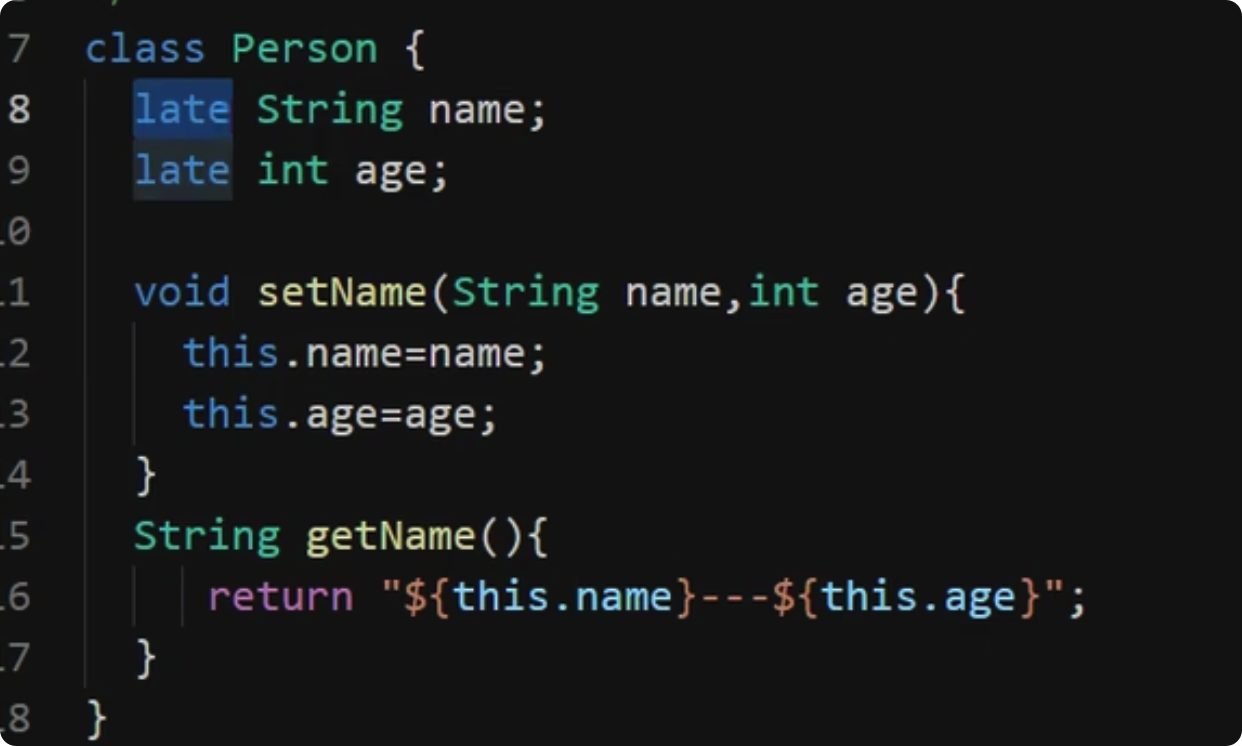 7 class Person {
8 late String name;
9 late int age;
10
11 void setName(String name,int age){
12 this.name=name;
13 this.age=age;
14 }
15 String getName(){
16 return "${this.name}---${this.age}";
17 }
18 }